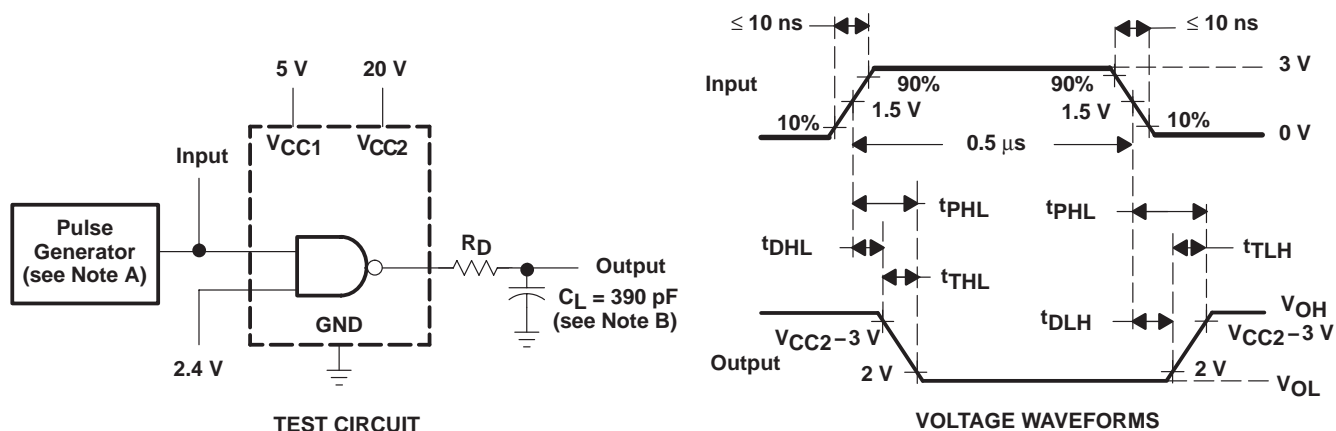 5 V
20 V
VCC1
VCC2
Input
Pulse
Generator
(see Note A)
RD
Output
CL = 390 pF
(see Note B)
GND
2.4 V
TEST CIRCUIT
≤ 10 ns
≤ 10 ns
Input
3 V
90%
90%
1.5 V
1.5 V
10%
10%
0 V
0.5 μs
tPHL
tPHL
tDHL
tTLH
tTHL
VOH
tDLH
VCC2−3 V
VCC2−3 V
Output
2 V
2 V
VOL
VOLTAGE WAVEFORMS